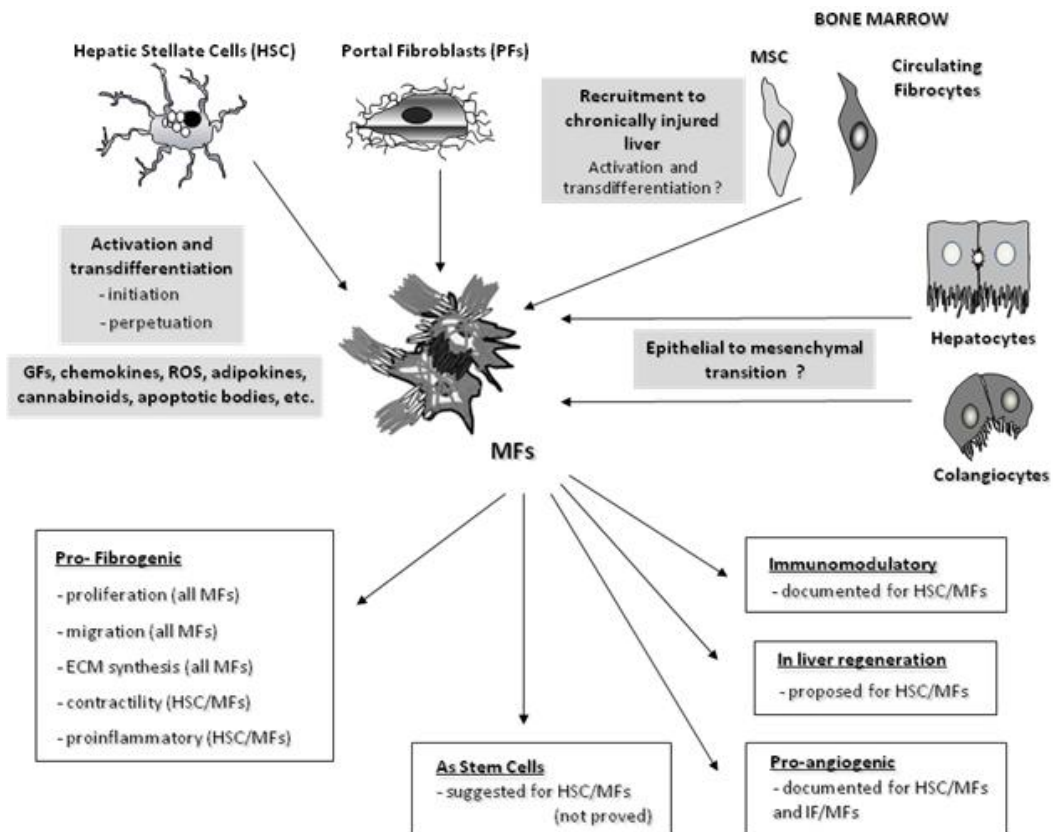 BONE MARROW
Hepatic Stellate Cells (HSC)
Portal Fibroblasts (PFs)
MSC
Circulating
Fibrocytes
Recruitment to
chronically injured
liver
Activation and
transdifferentiation ?
Activation and
transdifferentiation
- initiation
- perpetuation
GFs, chemokines, ROS, adipokines,
cannabinoids, apoptotic bodies, etc.
Hepatocytes
Epithelial to mesenchymal
transition ?
Colangiocytes
MFs
Pro- Fibrogenic
- proliferation (all MFs)
- migration (all MFs)
- ECM synthesis (all MFs)
- contractility (HSC/MFs)
- proinflammatory (HSC/MFs)
As Stem Cells
- suggested for HSC/MFs
(not proved)
Immunomodulatory
- documented for HSC/MFs
In liver regeneration
- proposed for HSC/MFs
Pro-angiogenic
- documented for HSC/MFs
and IF/MFs